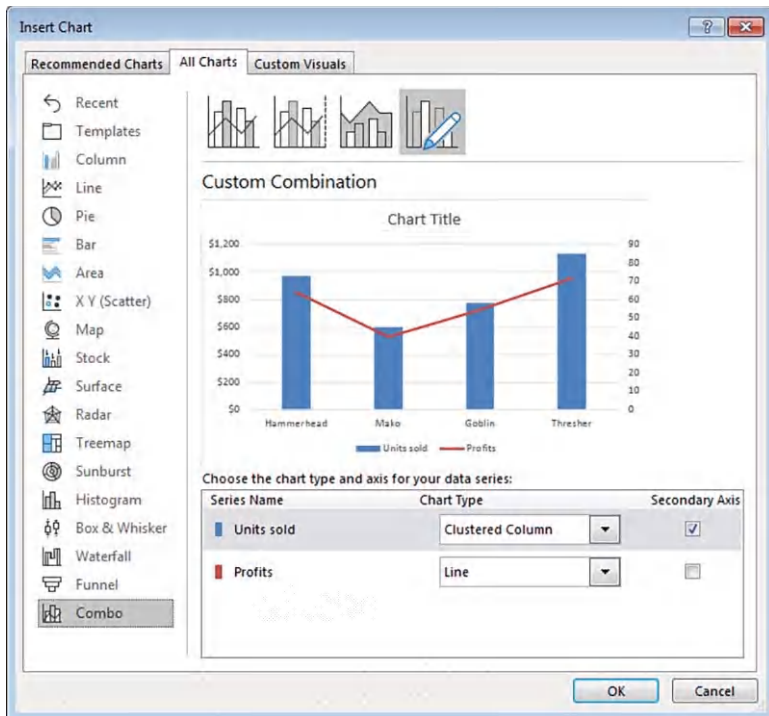 Insert Chart
Recommended Charts All Charts Custom Visuals
Recent
Templates
Column
Line
Pie
Bar
Area
X Y (Scatter)
Map
Stock
Surface
Radar
Treemap
Sunburst
Histogram
Box & Whisker
Waterfall
Funnel
Combo
Custom Combination
Chart Title
$1,200
$1,000
$800
$600
$400
$200
$0
90
80
70
60
50
40
30
20
10
0
Hammerhead Mako Goblin Thresher
Units sold Profits
Choose the chart type and axis for your data series:
Series Name Chart Type Secondary Axis
Units sold Clustered Column
Profits Line
OK Cancel